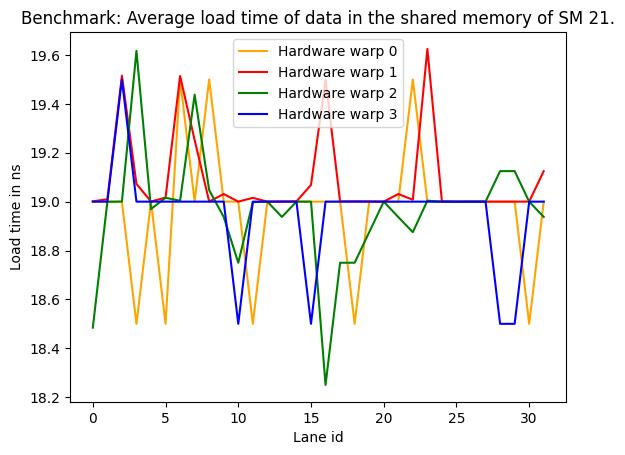 Benchmark: Average load time of data in the shared memory of SM 21.
Hardware warp 0
Hardware warp 1
Hardware warp 2
Hardware warp 3
Load time in ns
19.6
19.4
19.2
19.0
18.8
18.6
18.4
18.2
0 5 10 15 20 25 30
Lane id